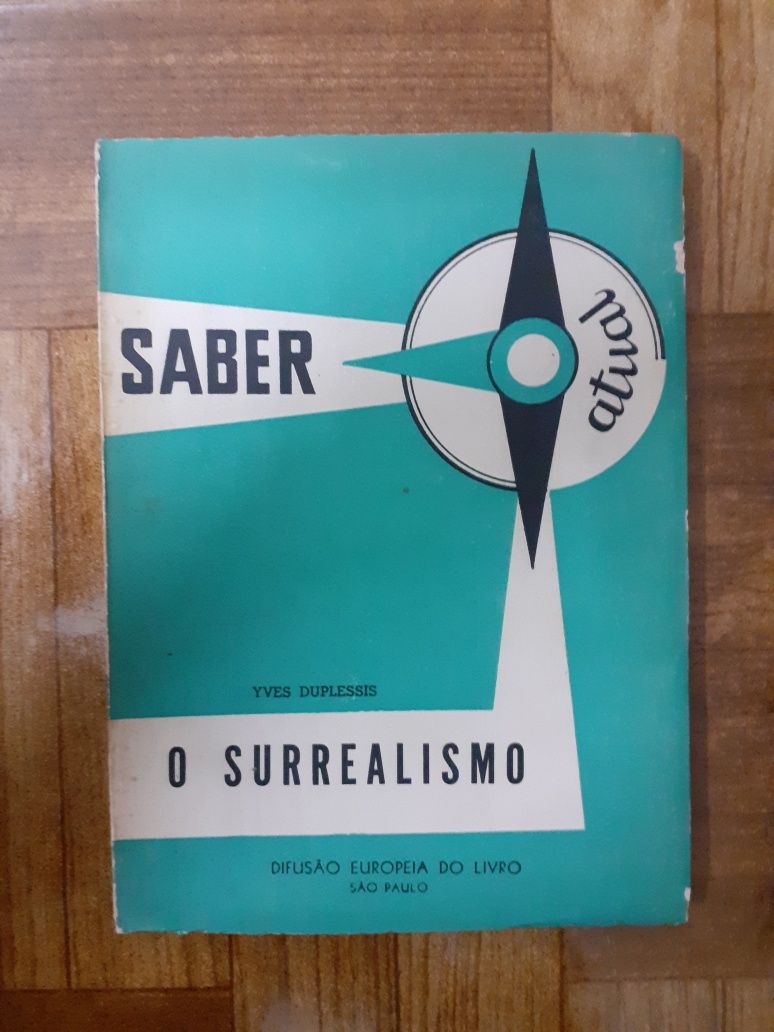 SABER
atual
YVES DUPLESSIS
O SURREALISMO
DIFUSÃO EUROPEIA DO LIVRO
SÃO PAULO